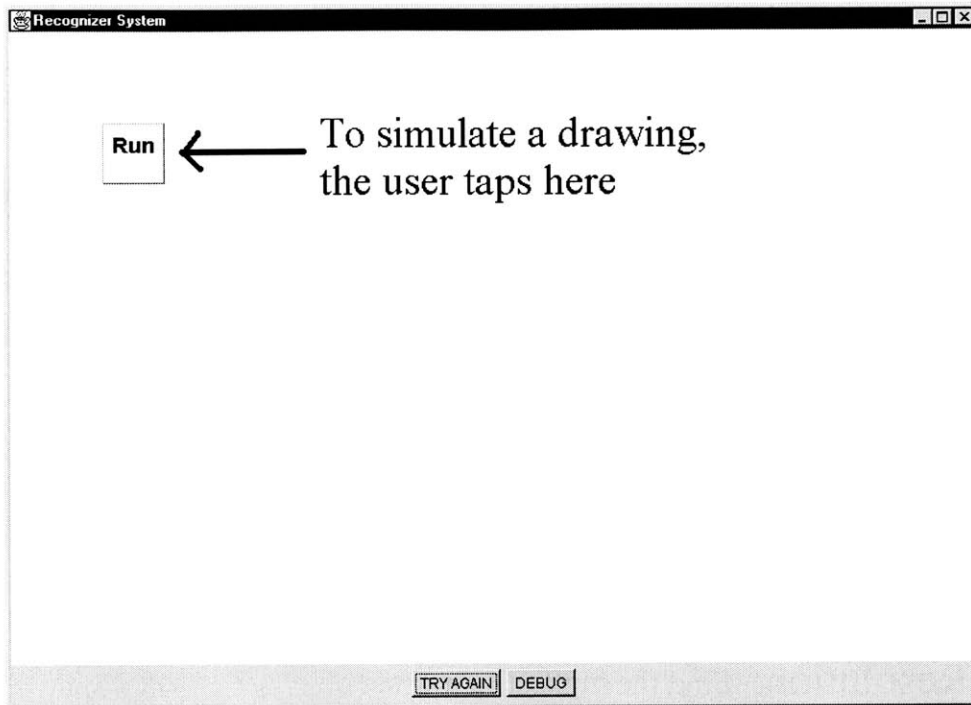 Recognizer System
Run
To simulate a drawing,
the user taps here
TRY AGAIN DEBUG